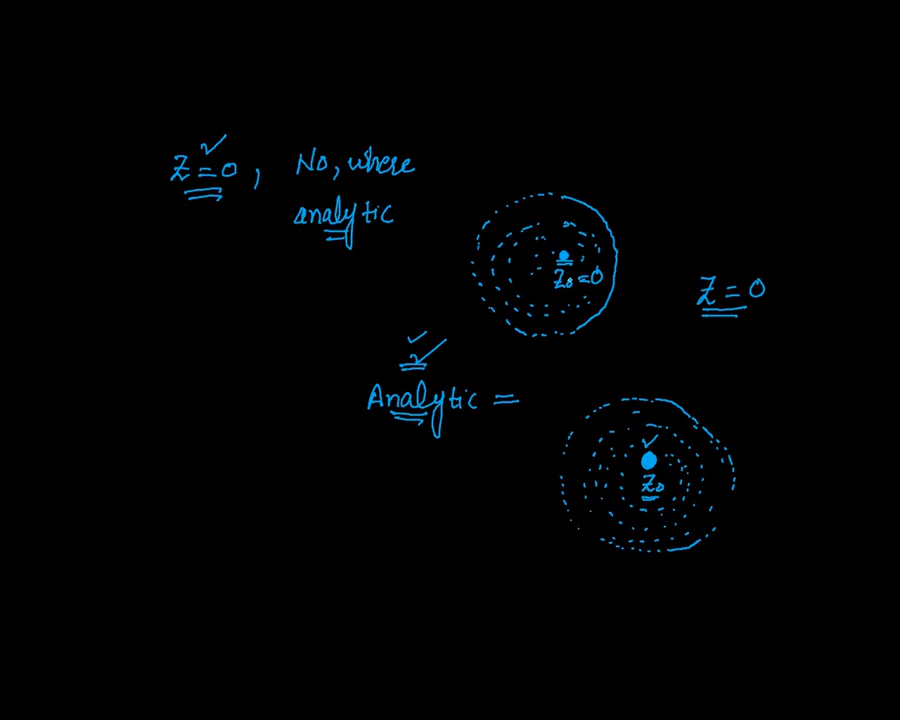 Z = 0, No, where
analytic
Z₀ = 0
Z = 0
Analytic =
Z₀